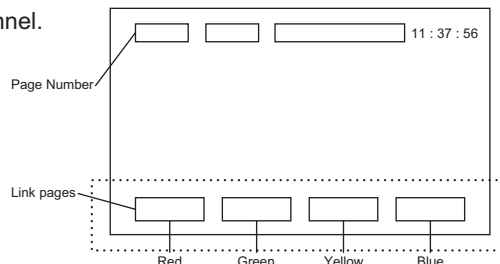 nnel.
11 : 37 : 56
Page Number
Link pages
Red Green Yellow Blue